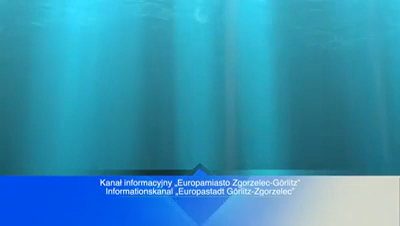 Kanał informacyjny „Europamiasto Zgorzelec-Görlitz”
Informationskanal „Europastadt Görlitz-Zgorzelec”